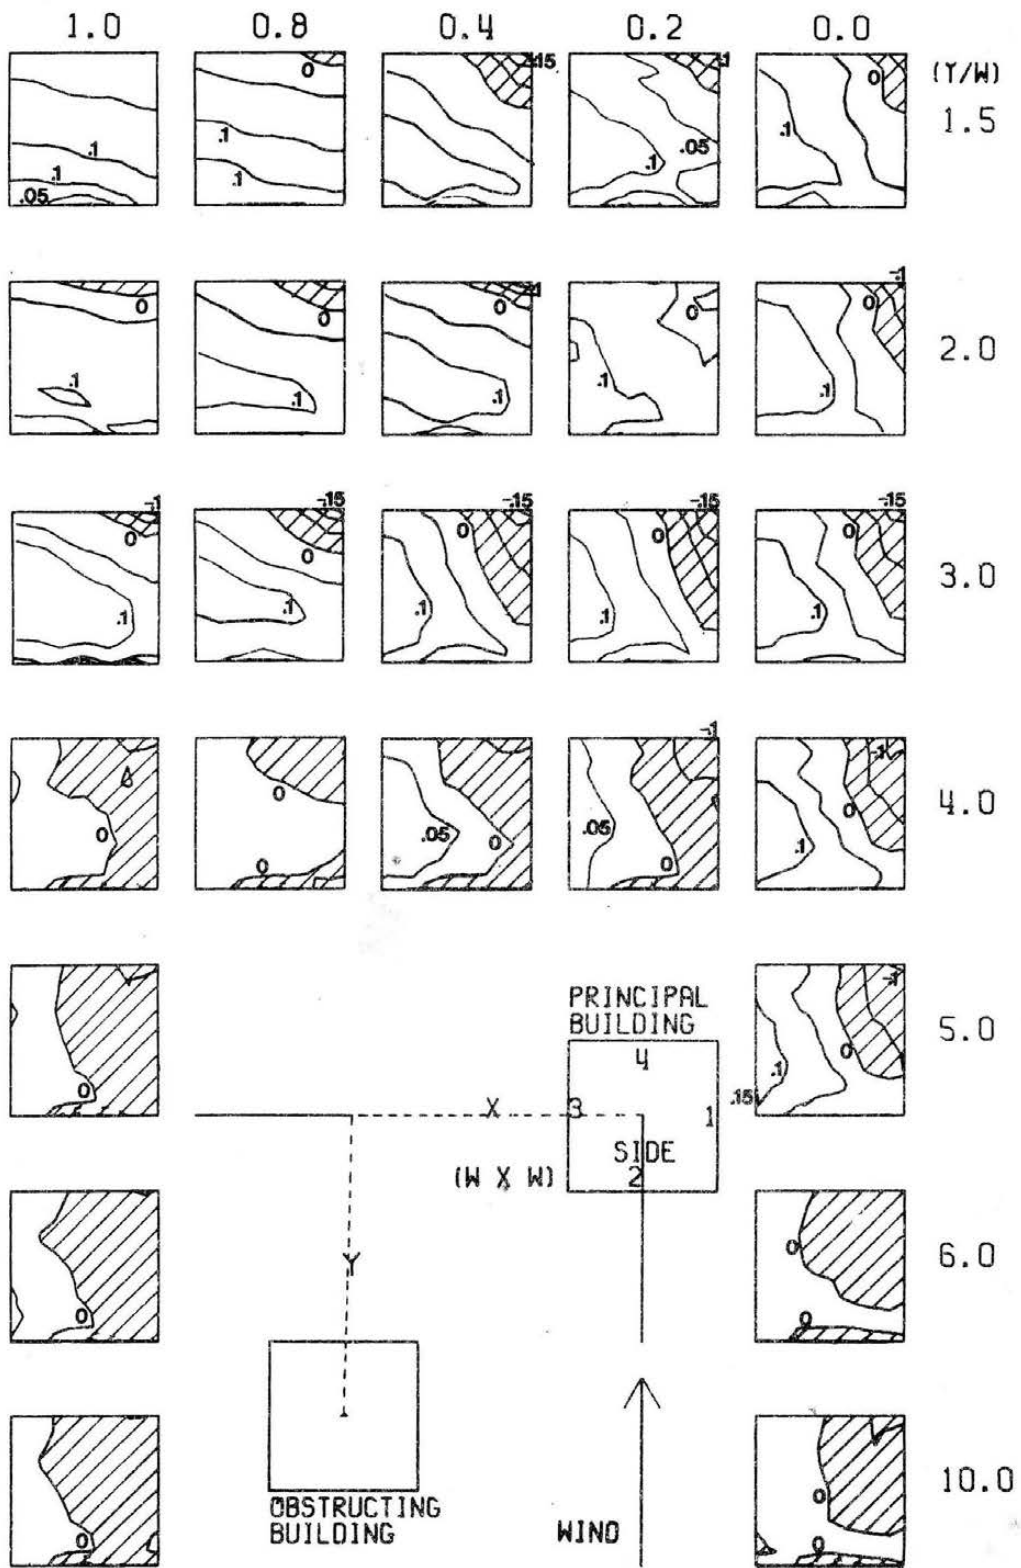 1.0 0.8 0.4 0.2 0.0
(Y/W)
0 -.15 -.1 0 1.5
.1 .1 .1 .1 .05 .1
.1 .1
.05
0 0 0 0 -.1 0 2.0
.1 .1 .1 .1 .1
-.1 -.15 -.15 -.15 -.15
0 0 0 0 0 3.0
.1 .1 .1 .1 .1
-.1 -.1
0 0 .05 0 .05 0 4.0
0 .1
-.1
PRINCIPAL
BUILDING 5.0
4
0 .1 0
.15
X 3 1
SIDE
(W X W) 2
0 6.0
Y
0 0
OBSTRUCTING
BUILDING WIND
0 0 10.0
0